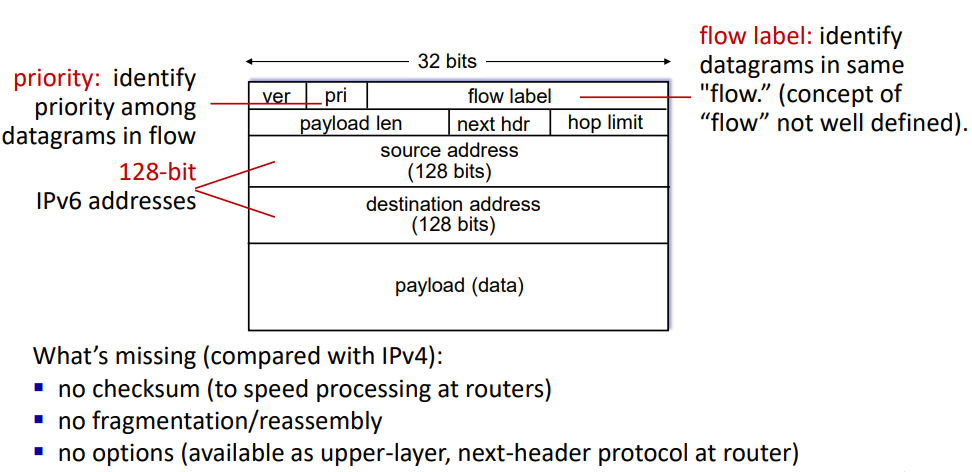 32 bits
priority: identify
priority among
datagrams in flow
128-bit
IPv6 addresses
ver pri flow label
payload len next hdr hop limit
source address
(128 bits)
destination address
(128 bits)
payload (data)
flow label: identify
datagrams in same
"flow.” (concept of
“flow” not well defined).
What’s missing (compared with IPv4):
▪ no checksum (to speed processing at routers)
▪ no fragmentation/reassembly
▪ no options (available as upper-layer, next-header protocol at router)